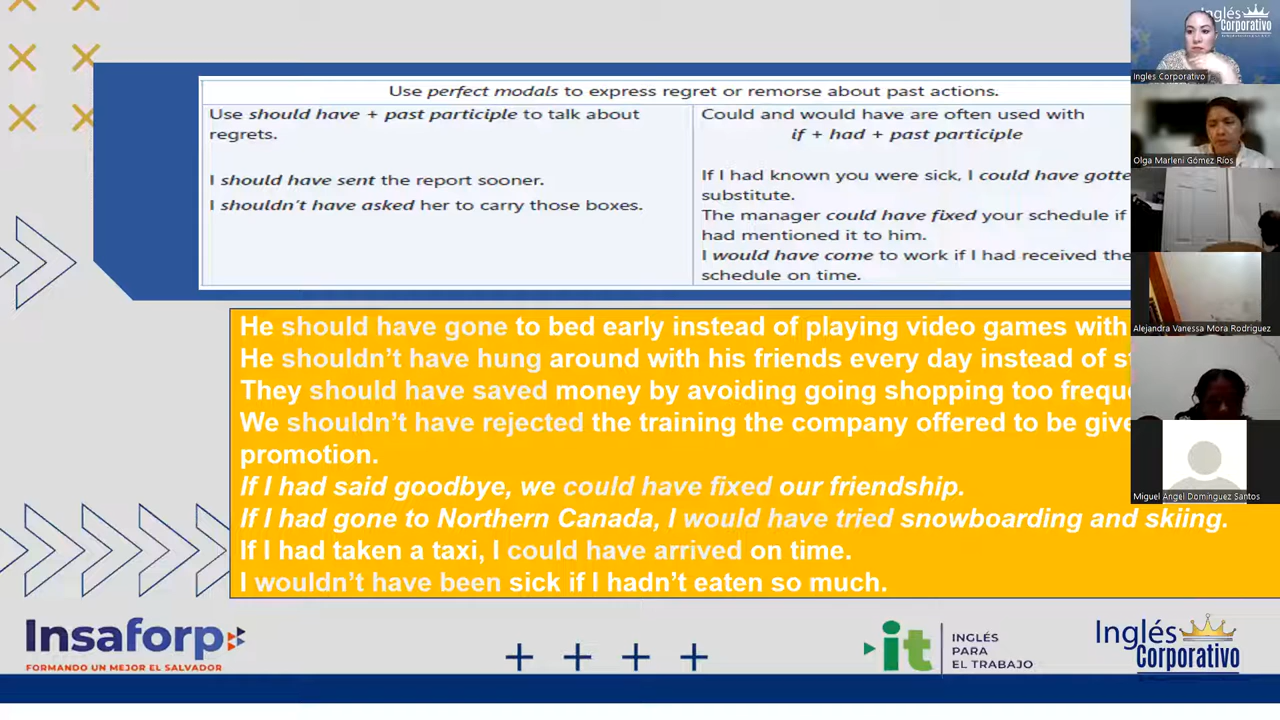 Use perfect modals to express regret or remorse about past actions.
Use should have + past participle to talk about
regrets.
I should have sent the report sooner.
I shouldn't have asked her to carry those boxes.
Could and would have are often used with
if + had + past participle
If I had known you were sick, I could have gotte
substitute.
The manager could have fixed your schedule if
had mentioned it to him.
I would have come to work if I had received the
schedule on time.
He should have gone to bed early instead of playing video games with
He shouldn't have hung around with his friends every day instead of
They should have saved money by avoiding going shopping too frequ
We shouldn't have rejected the training the company offered to be give
promotion.
If I had said goodbye, we could have fixed our friendship.
If I had gone to Northern Canada, I would have tried snowboarding and skiing.
If I had taken a taxi, I could have arrived on time.
I wouldn't have been sick if I hadn't eaten so much.
Inglés
Corporativo
Ingles Corporativo
Olga Marleni Gómez Ríos
Alejandra Vanessa Mora Rodriguez
Miguel Angel Dominguez Santos
Insaforp
FORMANDO UN MEJOR EL SALVADOR
it
INGLÉS
PARA
EL TRABAJO
Inglés
Corporativo